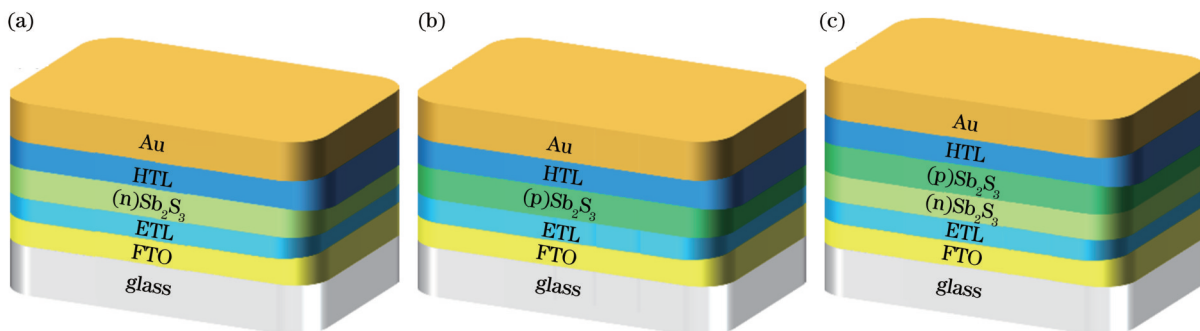 (a)
Au
HTL
(n)Sb₂S₃
ETL
FTO
glass
(b)
Au
HTL
(p)Sb₂S₃
ETL
FTO
glass
(c)
Au
HTL
(p)Sb₂S₃
(n)Sb₂S₃
ETL
FTO
glass